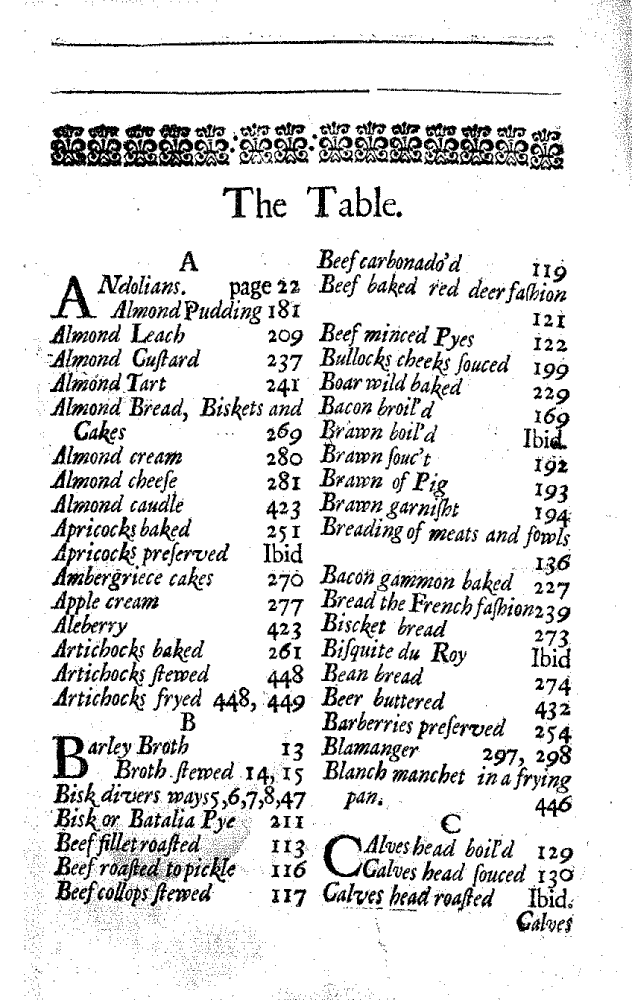 The Table.
A
ANdolians. page 22
Almond Pudding 181
Almond Leach 209
Almond Cuſtard 237
Almond Tart 241
Almond Bread, Biskets and
Cakes 269
Almond cream 280
Almond cheeſe 281
Almond caudle 423
Apricocks baked 251
Apricocks preſerved Ibid
Ambergriece cakes 270
Apple cream 277
Aleberry 423
Artichocks baked 261
Artichocks ſtewed 448
Artichocks fryed 448, 449
B
Barley Broth 13
Broth ſtewed 14, 15
Bisk divers ways 5,6,7,8,47
Bisk or Batalia Pye 211
Beef fillet roaſted 113
Beef roaſted to pickle 116
Beef collops ſtewed 117
Beef carbonado'd 119
Beef baked red deer faſhion
121
Beef minced Pyes 122
Bullocks cheeks ſouced 199
Boar wild baked 229
Bacon broil'd 169
Brawn boil'd Ibid.
Brawn ſouc't 192
Brawn of Pig 193
Brawn garniſht 194
Breading of meats and fowls
136
Bacon gammon baked 227
Bread the French faſhion 239
Biscket bread 273
Biſquite du Roy Ibid
Bean bread 274
Beer buttered 432
Barberries preſerved 254
Blamanger 297, 298
Blanch manchet in a frying
pan. 446
C
CAlves head boil'd 129
Calves head ſouced 130
Calves head roaſted Ibid.
Calves